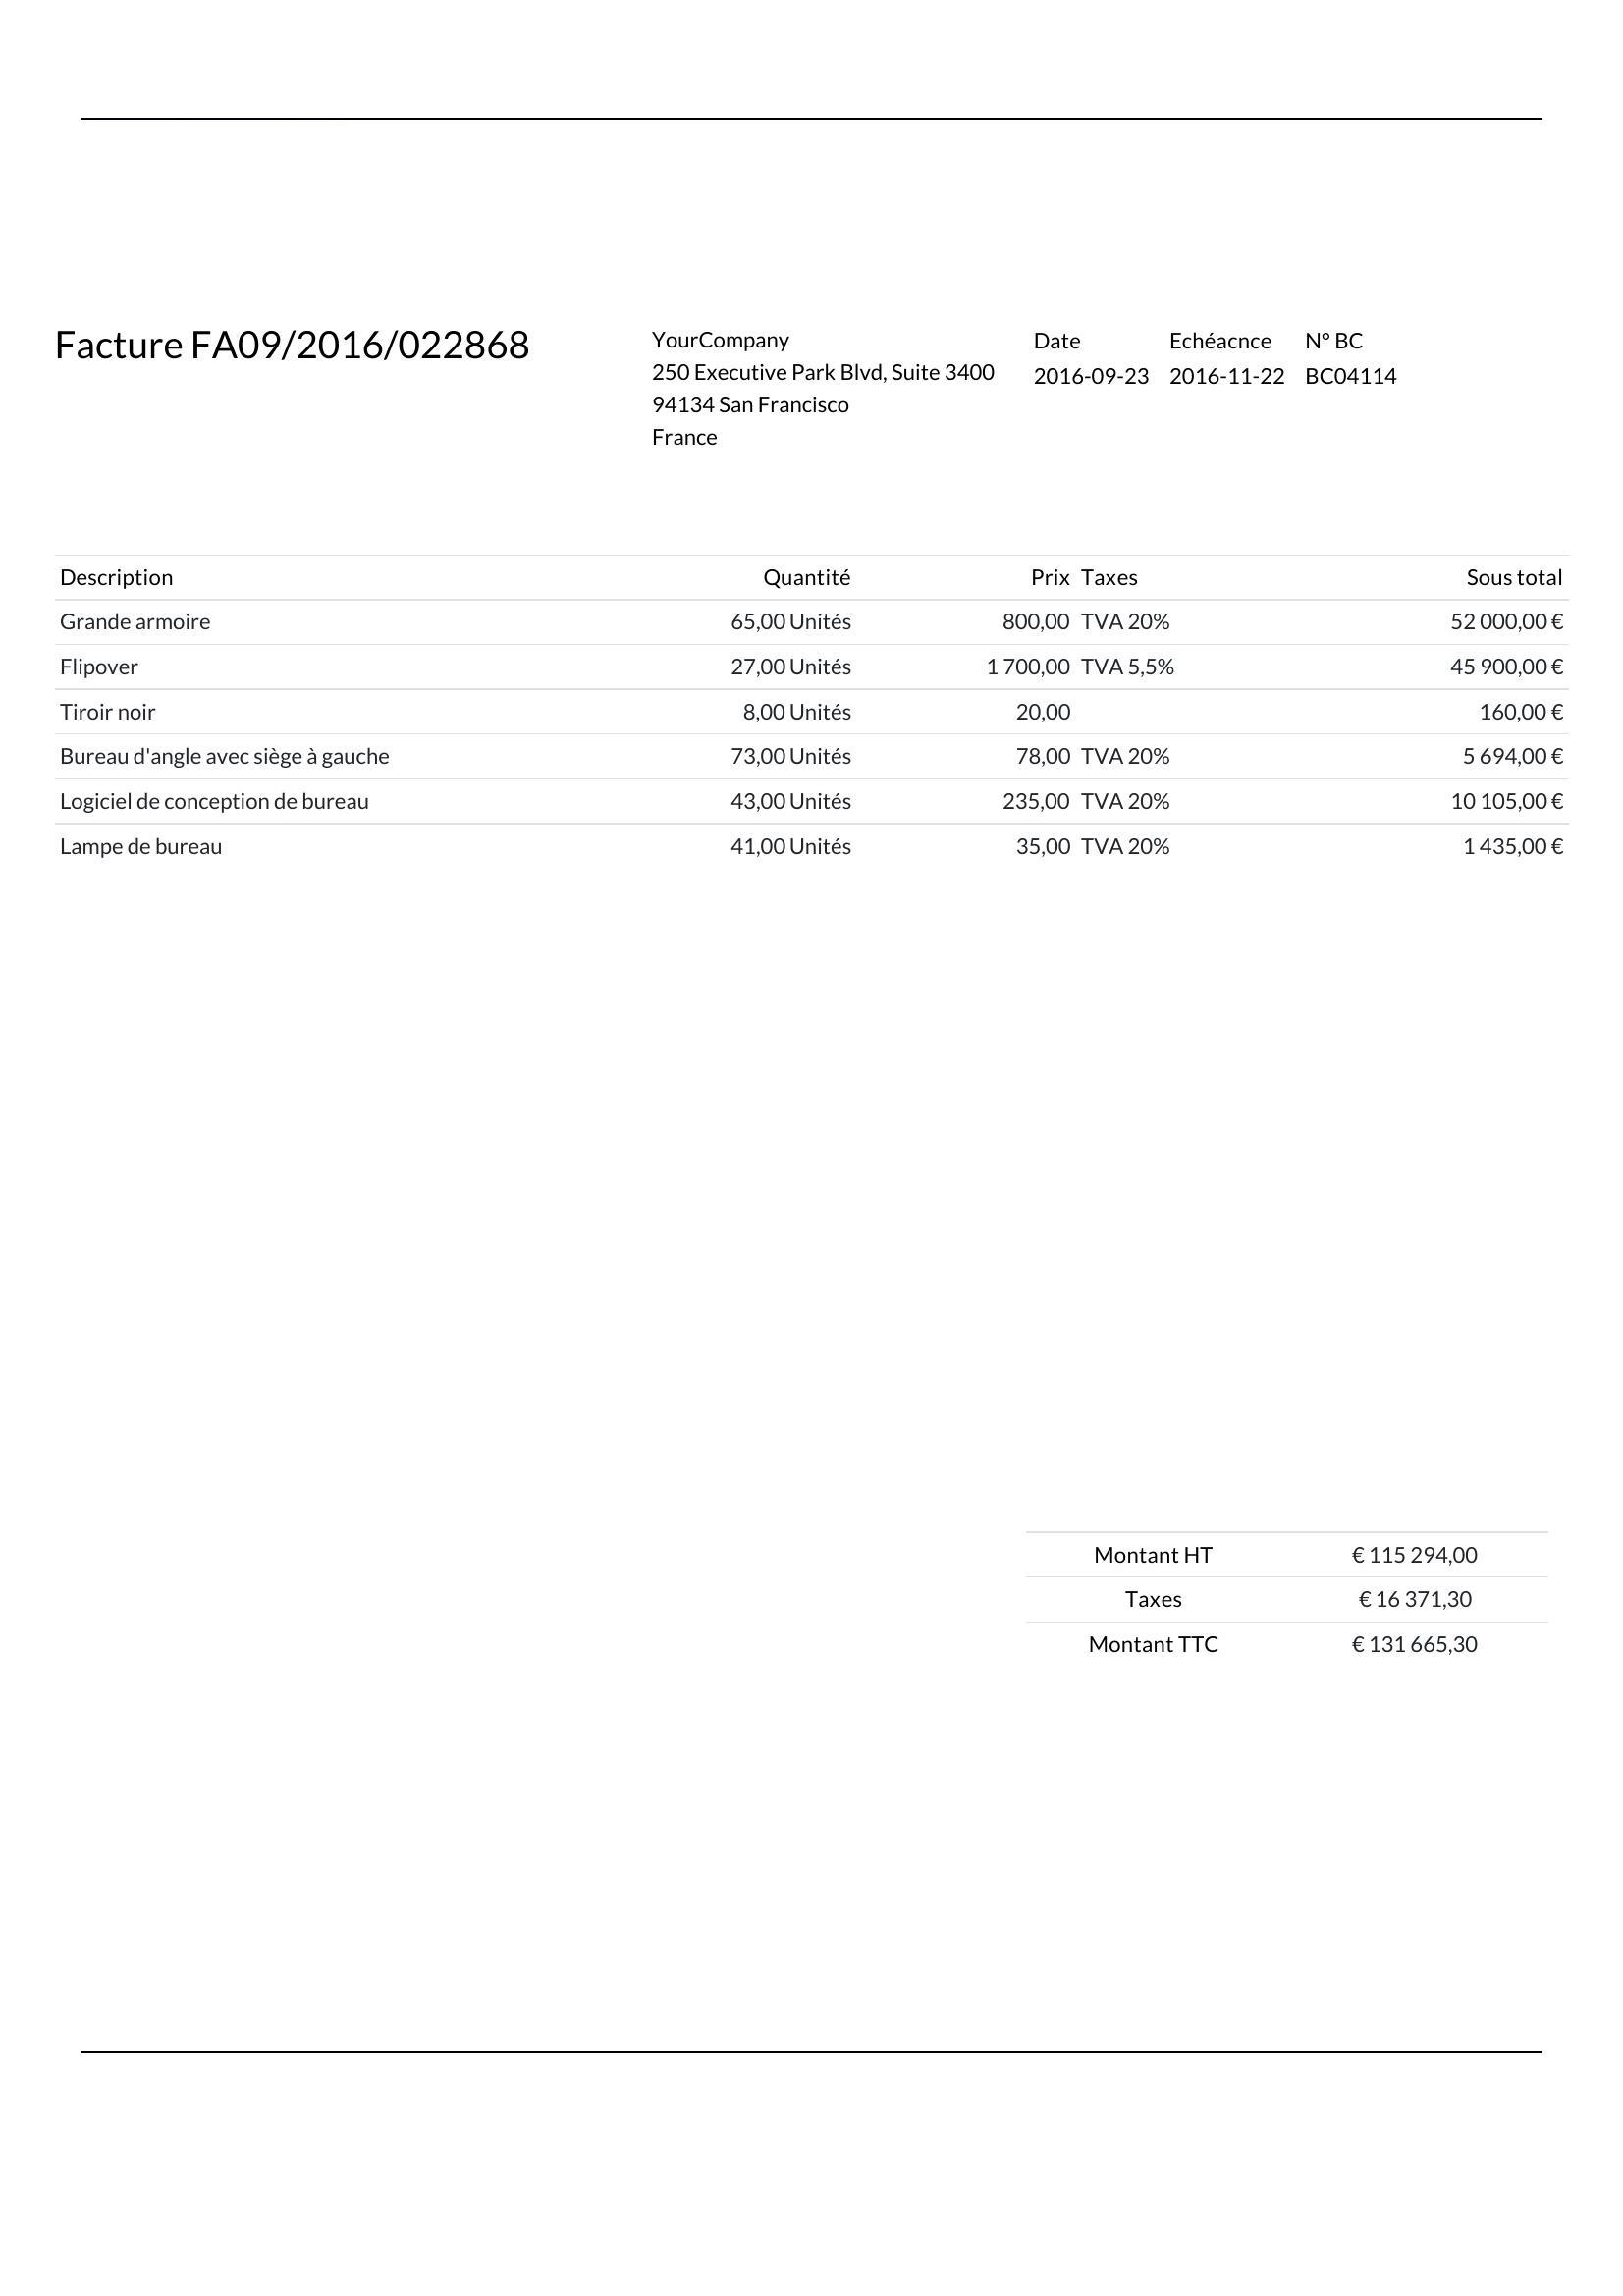 Facture FA09/2016/022868
YourCompany
250 Executive Park Blvd, Suite 3400
94134 San Francisco
France
Date Echéacnce N° BC
2016-09-23 2016-11-22 BC04114
Description Quantité Prix Taxes Sous total
Grande armoire 65,00 Unités 800,00 TVA 20% 52 000,00 €
Flipover 27,00 Unités 1 700,00 TVA 5,5% 45 900,00 €
Tiroir noir 8,00 Unités 20,00 160,00 €
Bureau d'angle avec siège à gauche 73,00 Unités 78,00 TVA 20% 5 694,00 €
Logiciel de conception de bureau 43,00 Unités 235,00 TVA 20% 10 105,00 €
Lampe de bureau 41,00 Unités 35,00 TVA 20% 1 435,00 €
Montant HT € 115 294,00
Taxes € 16 371,30
Montant TTC € 131 665,30